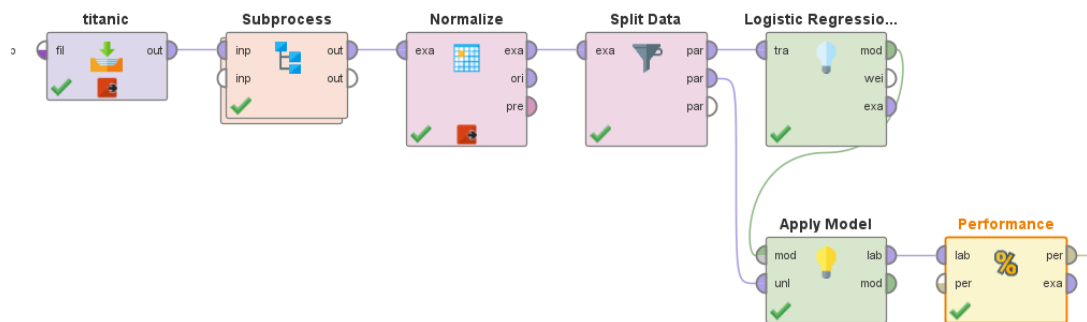 titanic
Subprocess
Normalize
Split Data
Logistic Regressio...
fil
out
inp
out
inp
out
exa
exa
ori
pre
exa
par
par
par
tra
mod
wei
exa
Apply Model
Performance
mod
lab
unl
mod
lab
per
per
exa
%